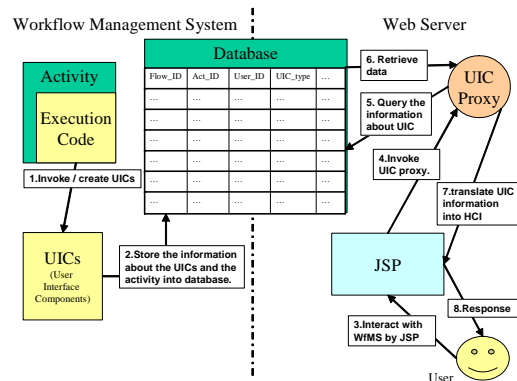 Workflow Management System
Web Server
Database
Flow_ID Act_ID User_ID UIC_type ...
... ... ... ... ...
... ... ... ... ...
... ... ... ... ...
... ... ... ... ...
... ... ... ... ...
... ... ... ... ...
Activity
Execution
Code
1.Invoke / create UICs
UICs
(User
Interface
Components)
2.Store the information
about the UICs and the
activity into database.
6. Retrieve
data
UIC
Proxy
5. Query the
information
about UIC
4.Invoke
UIC proxy.
7.translate UIC
information
into HCI
JSP
8.Response
3.Interact with
WfMS by JSP
User